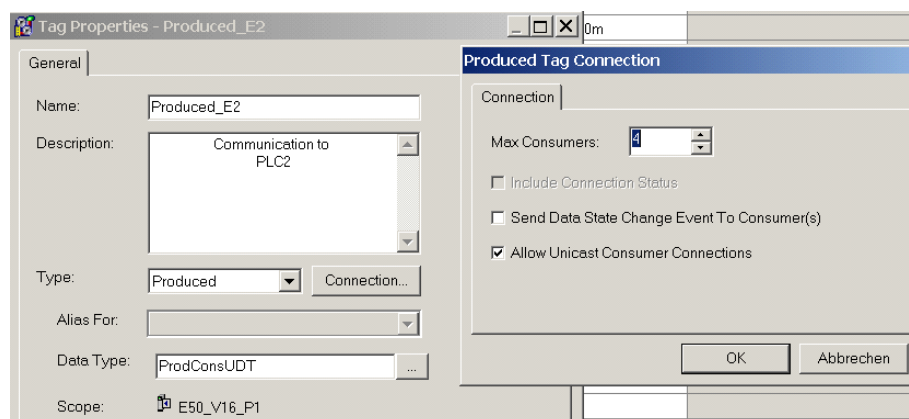 Tag Properties - Produced_E2
General
Name:
Produced_E2
Description:
Communication to
PLC2
Type:
Produced
Connection...
Alias For:
Data Type:
ProdConsUDT
...
Scope:
E50_V16_P1
0m
Produced Tag Connection
Connection
Max Consumers:
4
Include Connection Status
Send Data State Change Event To Consumer(s)
Allow Unicast Consumer Connections
OK
Abbrechen